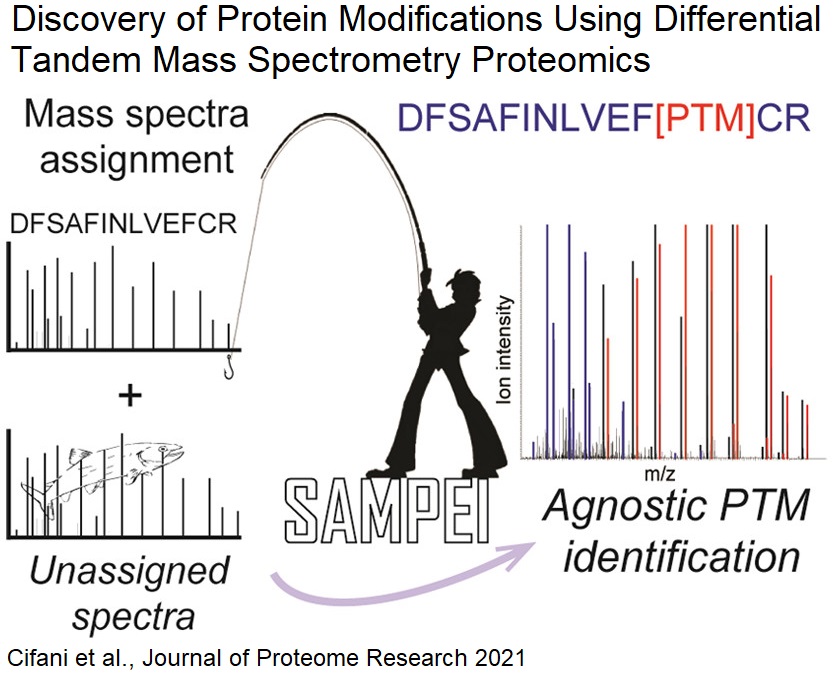 Discovery of Protein Modifications Using Differential
Tandem Mass Spectrometry Proteomics
Mass spectra
assignment
DFSAFINLVEFCR
+
Unassigned
spectra
SAMPEI
DFSAFINLVEF[PTM]CR
Ion intensity
m/z
Agnostic PTM
identification
Cifani et al., Journal of Proteome Research 2021